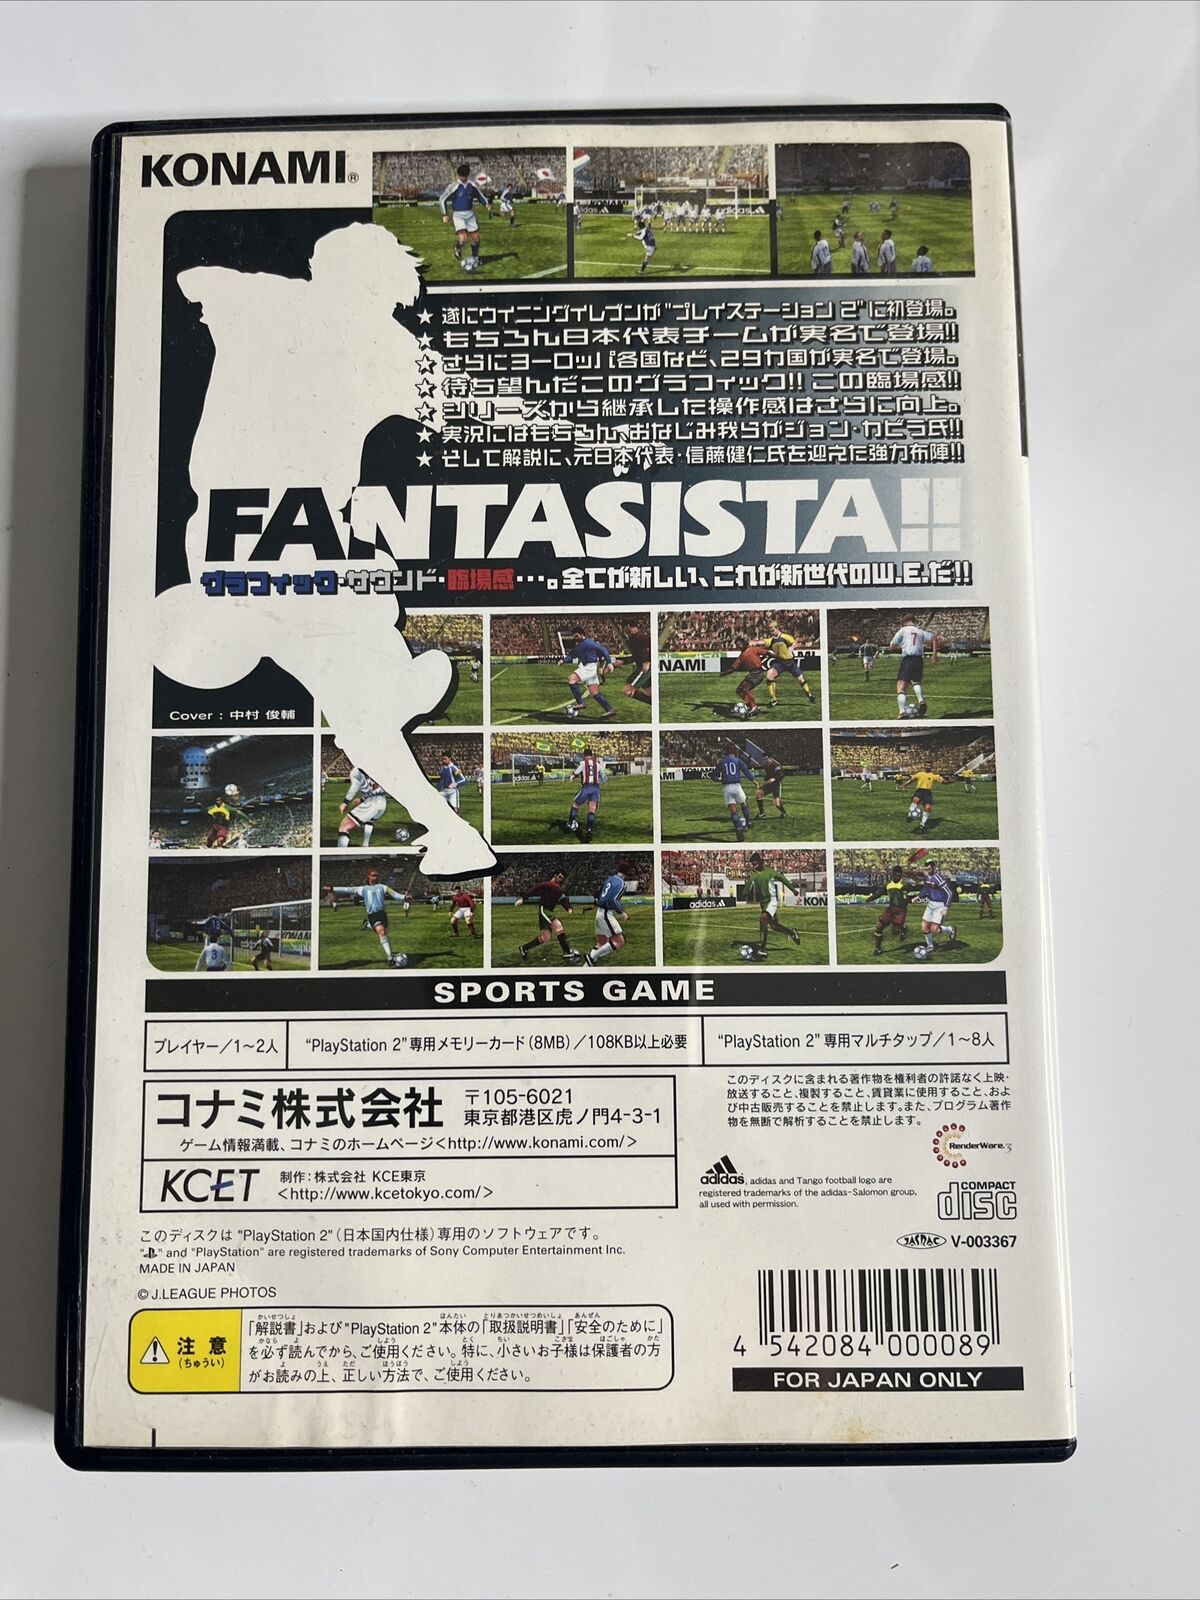 KONAMI®
★ 遂にウイニングイレブンが"プレイステーション 2"に初登場。
★ もちろん日本代表チームが実名で登場!!
★ さらにヨーロッパ各国など、29カ国が実名で登場。
★ 待ち望んだこのグラフィック!! この臨場感!!
★ シリーズから継承した操作感はさらに向上。
★ 実況にはもちろん、おなじみ我らがジョン・カビラ氏!!
★ そして解説に、元日本代表・信藤健仁氏を迎えた強力布陣!!
FANTASISTA!!
グラフィック・サウンド・臨場感…。全てが新しい、これが新世代のW.E.だ!!
Cover : 中村 俊輔
SPORTS GAME
プレイヤー/1~2人
"PlayStation 2"専用メモリーカード(8MB)/108KB以上必要
"PlayStation 2"専用マルチタップ/1~8人
コナミ株式会社
〒105-6021
東京都港区虎ノ門4-3-1
ゲーム情報満載、コナミのホームページ<http://www.konami.com/>
KCET
制作:株式会社 KCE東京
<http://www.kcetokyo.com/>
このディスクに含まれる著作物を権利者の許諾なく上映・
放送すること、複製すること、賃貸業に使用すること、およ
び中古販売することを禁止します。また、プログラム著作
物を無断で解析することを禁止します。
RenderWare 3
adidas, adidas and Tango football logo are
registered trademarks of the adidas-Salomon group,
all used with permission.
COMPACT
disc
JASRAC V-003367
このディスクは "PlayStation 2"(日本国内仕様)専用のソフトウェアです。
" " and "PlayStation" are registered trademarks of Sony Computer Entertainment Inc.
MADE IN JAPAN
© J.LEAGUE PHOTOS
注意
(ちゅうい)
「解説書」および"PlayStation 2"本体の「取扱説明書」「安全のために」
を必ず読んでから、ご使用ください。特に、小さいお子様は保護者の方
がお読みの上、正しい方法で、ご使用ください。
4 542084 000089
FOR JAPAN ONLY